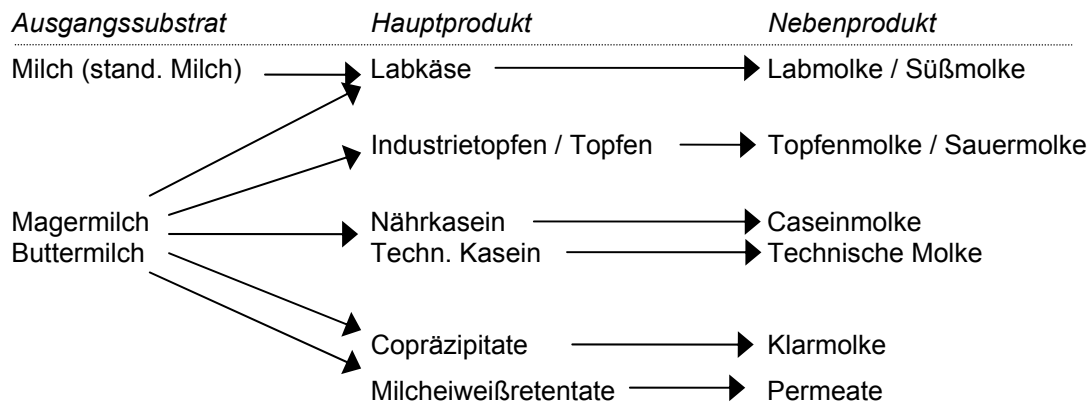 Ausgangssubstrat Hauptprodukt Nebenprodukt
Milch (stand. Milch) Labkäse Labmolke / Süßmolke
Industrietopfen / Topfen Topfenmolke / Sauermolke
Magermilch Nährkasein Caseinmolke
Buttermilch Techn. Kasein Technische Molke
Copräzipitate Klarmolke
Milcheiweißretentate Permeate